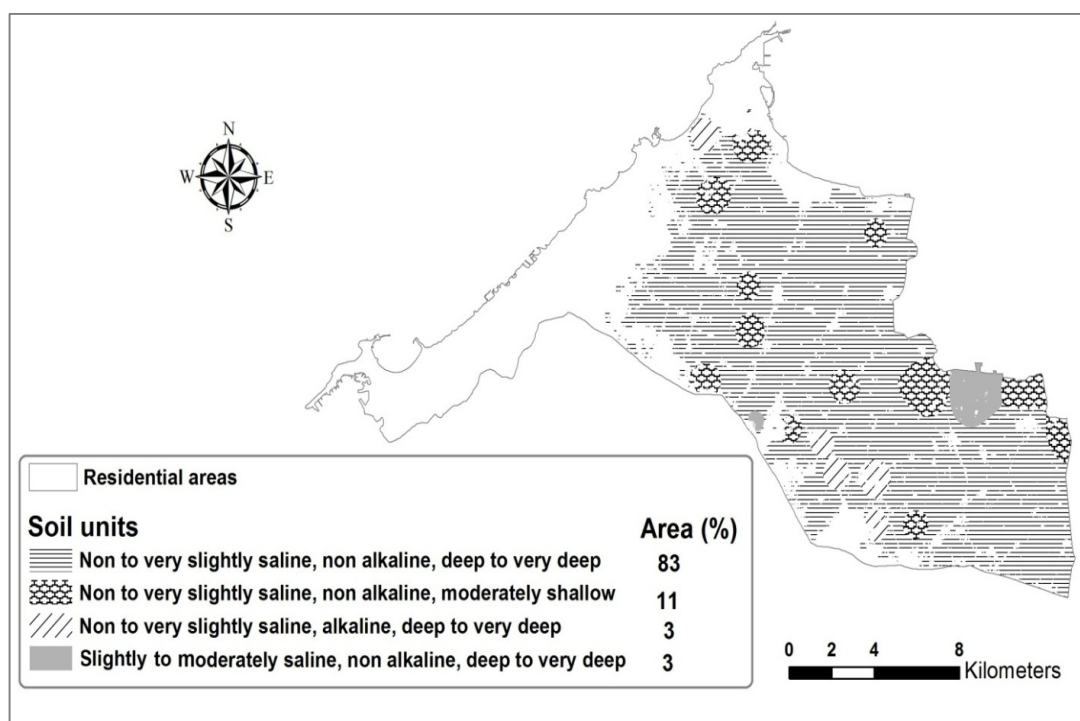 N
W E
S
Residential areas
Soil units Area (%)
Non to very slightly saline, non alkaline, deep to very deep 83
Non to very slightly saline, non alkaline, moderately shallow 11
Non to very slightly saline, alkaline, deep to very deep 3
Slightly to moderately saline, non alkaline, deep to very deep 3
0 2 4 8
Kilometers